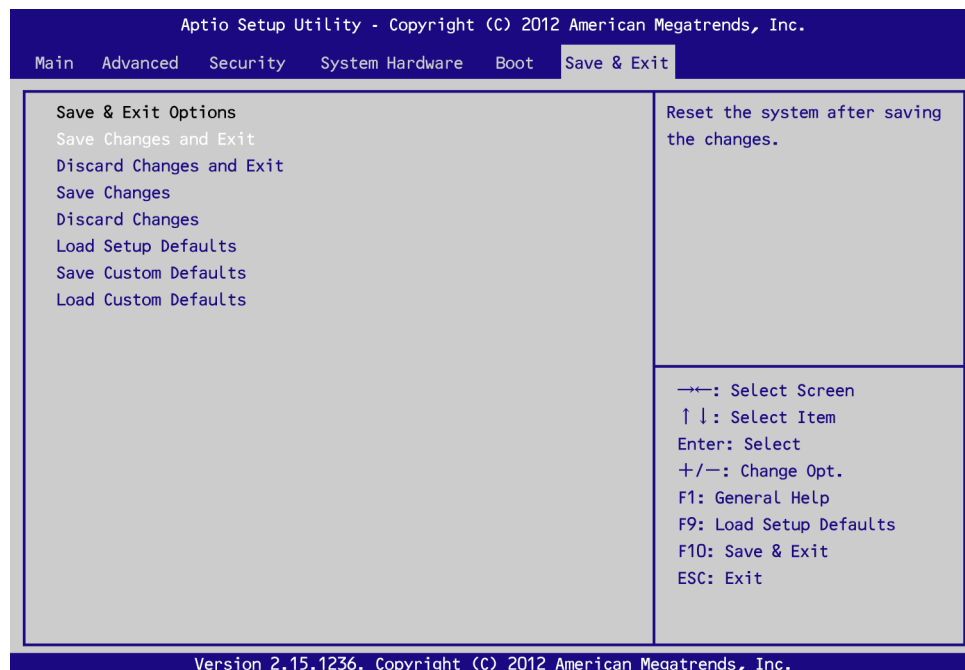 Aptio Setup Utility - Copyright (C) 2012 American Megatrends, Inc.
Main Advanced Security System Hardware Boot Save & Exit
Save & Exit Options
Save Changes and Exit
Discard Changes and Exit
Save Changes
Discard Changes
Load Setup Defaults
Save Custom Defaults
Load Custom Defaults
Reset the system after saving
the changes.
→←: Select Screen
↑↓: Select Item
Enter: Select
+/—: Change Opt.
F1: General Help
F9: Load Setup Defaults
F10: Save & Exit
ESC: Exit
Version 2.15.1236. Copyright (C) 2012 American Megatrends, Inc.